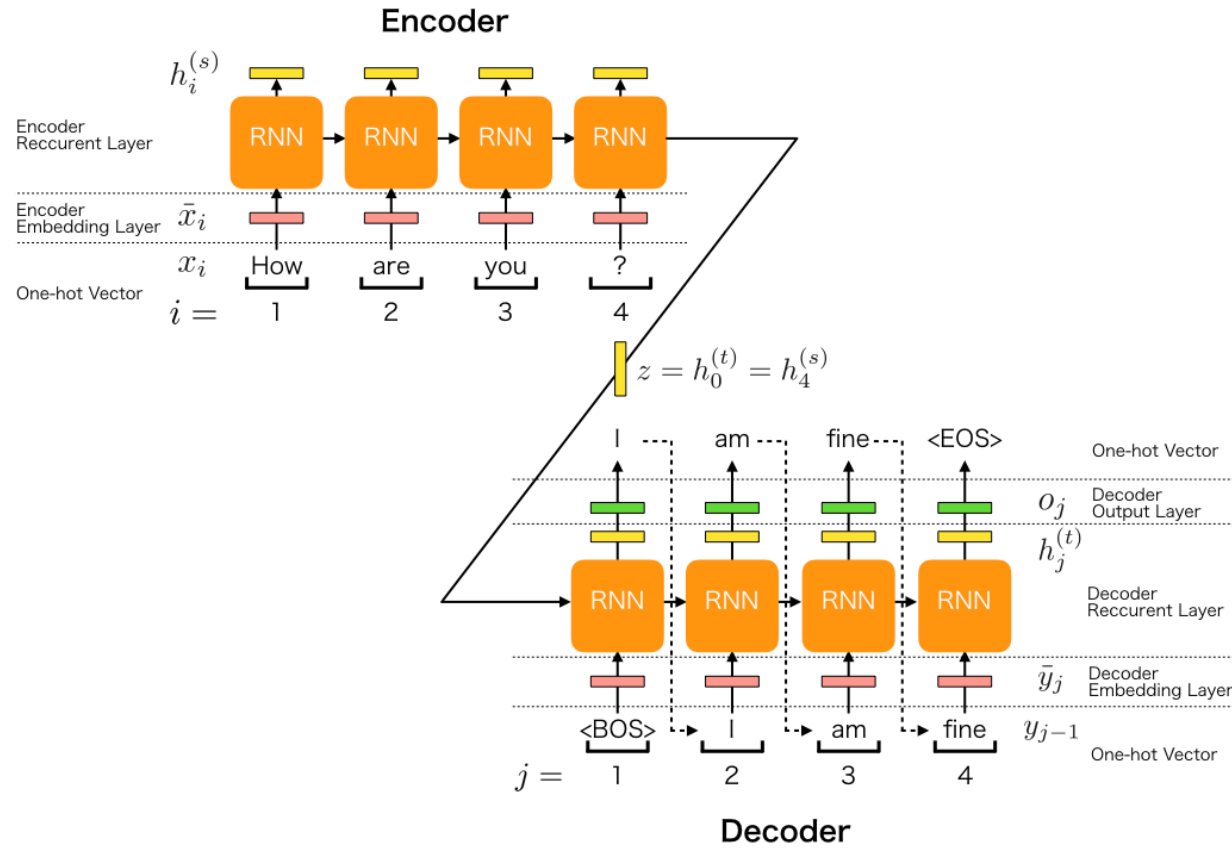 Encoder
h_i^{(s)}
RNN RNN RNN RNN
Encoder
Reccurent Layer
Encoder
Embedding Layer
x̄_i
x_i How are you ?
One-hot Vector
i = 1 2 3 4
z = h_0^{(t)} = h_4^{(s)}
I am fine <EOS>
One-hot Vector
o_j
Decoder
Output Layer
h_j^{(t)}
RNN RNN RNN RNN
Decoder
Reccurent Layer
ȳ_j
Decoder
Embedding Layer
<BOS> I am fine y_{j-1}
One-hot Vector
j = 1 2 3 4
Decoder